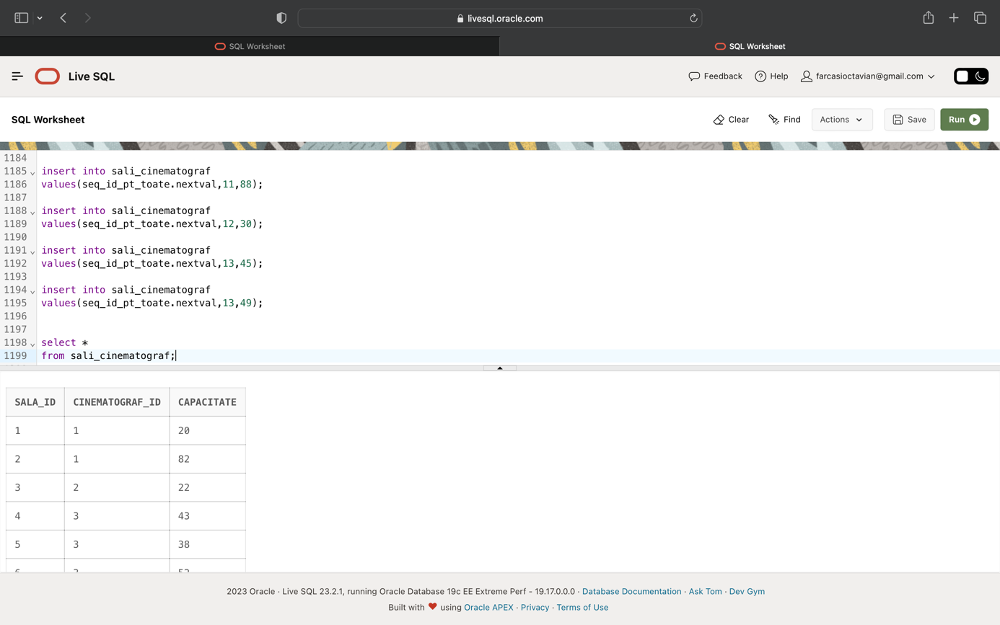 livesql.oracle.com
SQL Worksheet
SQL Worksheet
Live SQL
Feedback
Help
farcasioctavian@gmail.com
SQL Worksheet
Clear
Find
Actions
Save
Run
1184
1185 insert into sali_cinematograf
1186 values(seq_id_pt_toate.nextval,11,88);
1187
1188 insert into sali_cinematograf
1189 values(seq_id_pt_toate.nextval,12,30);
1190
1191 insert into sali_cinematograf
1192 values(seq_id_pt_toate.nextval,13,45);
1193
1194 insert into sali_cinematograf
1195 values(seq_id_pt_toate.nextval,13,49);
1196
1197
1198 select *
1199 from sali_cinematograf;
SALA_ID CINEMATOGRAF_ID CAPACITATE
1 1 20
2 1 82
3 2 22
4 3 43
5 3 38
2023 Oracle · Live SQL 23.2.1, running Oracle Database 19c EE Extreme Perf - 19.17.0.0.0 · Database Documentation · Ask Tom · Dev Gym
Built with ❤ using Oracle APEX · Privacy · Terms of Use